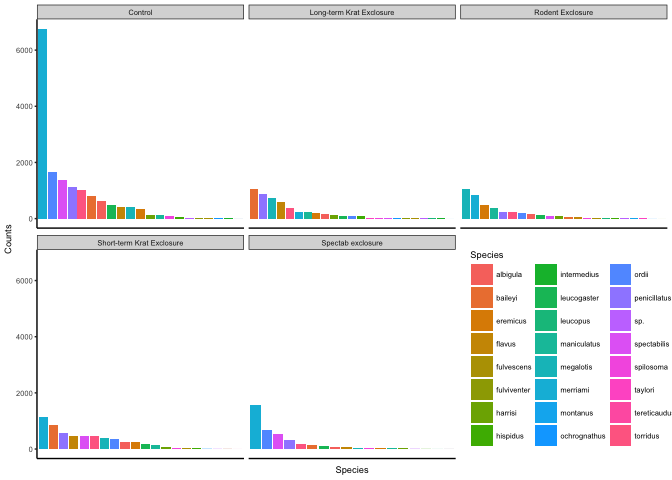 Control
Long-term Krat Exclosure
Rodent Exclosure
6000
4000
2000
0
Short-term Krat Exclosure
Spectab exclosure
6000
4000
2000
0
Counts
Species
Species
albigula
baileyi
eremicus
flavus
fulvescens
fulviventer
harrisi
hispidus
intermedius
leucogaster
leucopus
maniculatus
megalotis
merriami
montanus
ochrognathus
ordii
penicillatus
sp.
spectabilis
spilosoma
taylori
tereticaudu
torridus